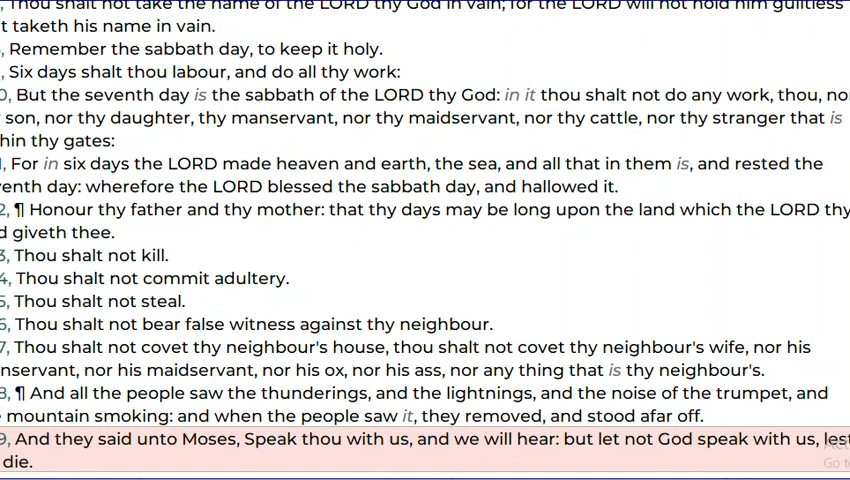 , Thou shalt not take the name of the LORD thy God in vain; for the LORD will not hold him guiltless
t taketh his name in vain.
, Remember the sabbath day, to keep it holy.
, Six days shalt thou labour, and do all thy work:
0, But the seventh day is the sabbath of the LORD thy God: in it thou shalt not do any work, thou, nor
son, nor thy daughter, thy manservant, nor thy maidservant, nor thy cattle, nor thy stranger that is
hin thy gates:
1, For in six days the LORD made heaven and earth, the sea, and all that in them is, and rested the
venth day: wherefore the LORD blessed the sabbath day, and hallowed it.
2, ¶ Honour thy father and thy mother: that thy days may be long upon the land which the LORD thy
d giveth thee.
3, Thou shalt not kill.
4, Thou shalt not commit adultery.
5, Thou shalt not steal.
6, Thou shalt not bear false witness against thy neighbour.
7, Thou shalt not covet thy neighbour's house, thou shalt not covet thy neighbour's wife, nor his
nservant, nor his maidservant, nor his ox, nor his ass, nor any thing that is thy neighbour's.
8, ¶ And all the people saw the thunderings, and the lightnings, and the noise of the trumpet, and
mountain smoking: and when the people saw it, they removed, and stood afar off.
9, And they said unto Moses, Speak thou with us, and we will hear: but let not God speak with us, lest
die.
Go to